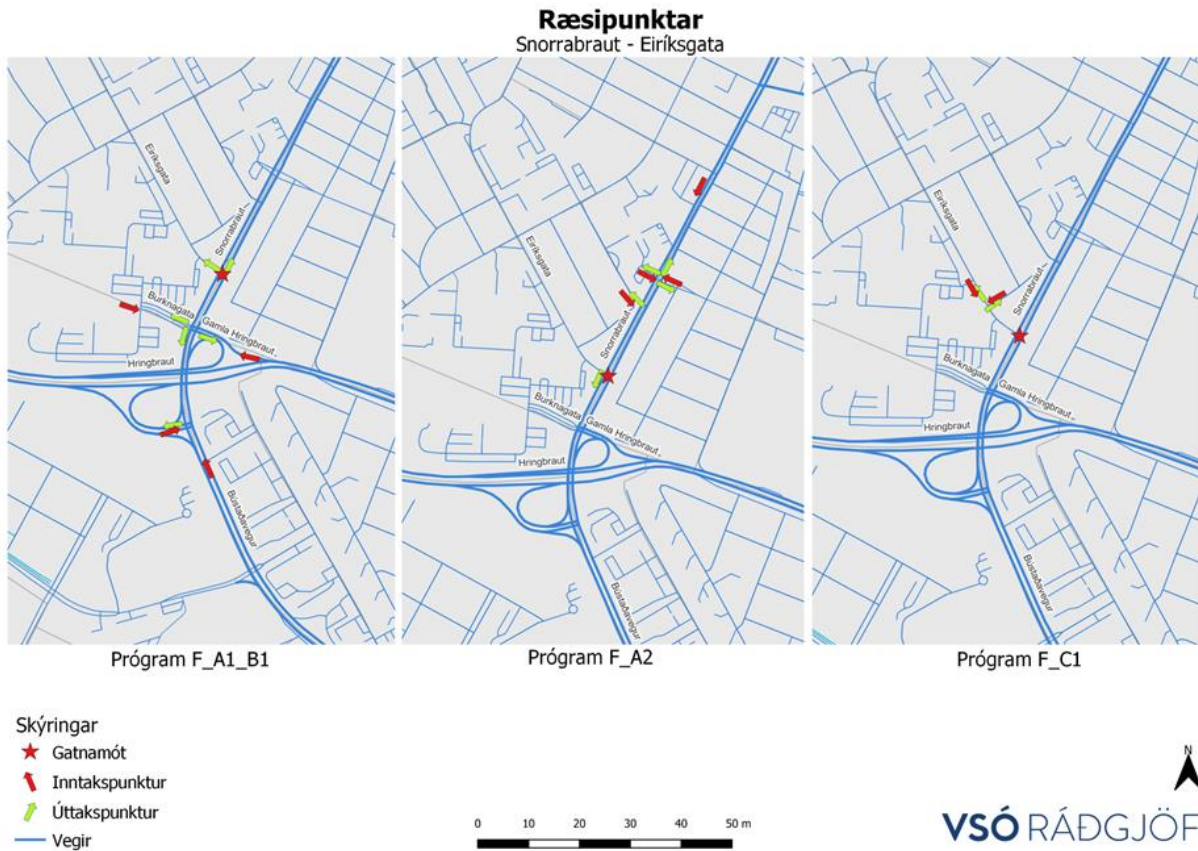 Ræsipunktar
Snorrabraut - Eiríksgata
Eiríksgata
Snorrabraut
Burknagata
Gamla Hringbraut
Hringbraut
Bústaðavegur
Prógram F_A1_B1
Eiríksgata
Snorrabraut
Burknagata
Gamla Hringbraut
Hringbraut
Bústaðavegur
Prógram F_A2
Eiríksgata
Snorrabraut
Burknagata
Gamla Hringbraut
Hringbraut
Bústaðavegur
Prógram F_C1
Skýringar
Gatnamót
Inntakspunktur
Úttakspunktur
Vegir
0 10 20 30 40 50 m
N
VSÓ RÁÐGJÖF